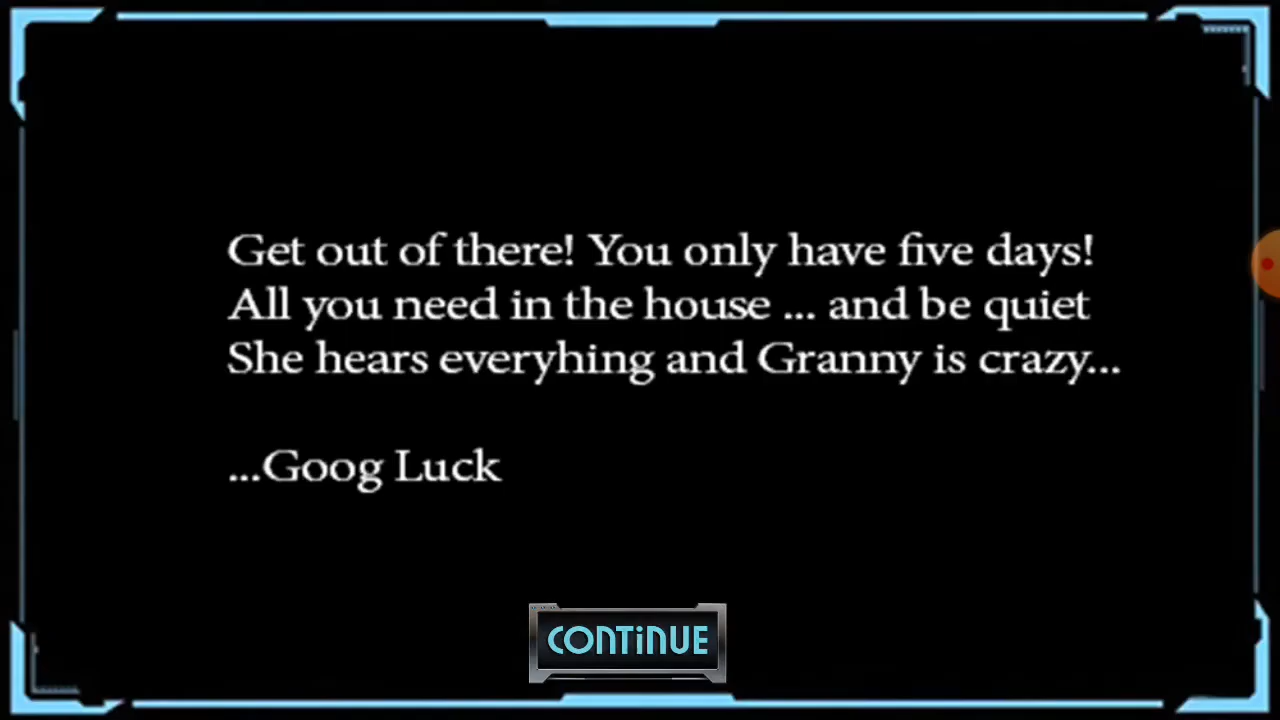 Get out of there! You only have five days!
All you need in the house ... and be quiet
She hears everyhing and Granny is crazy...
...Goog Luck
CONTiNUE